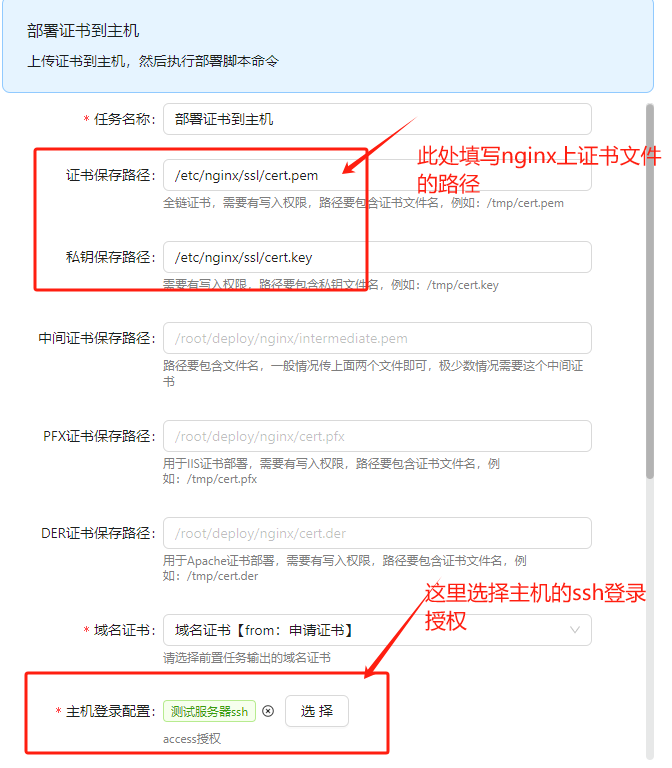 部署证书到主机
上传证书到主机，然后执行部署脚本命令
* 任务名称： 部署证书到主机
此处填写nginx上证书文件
的路径
证书保存路径： /etc/nginx/ssl/cert.pem
全链证书，需要有写入权限，路径要包含证书文件名，例如：/tmp/cert.pem
私钥保存路径： /etc/nginx/ssl/cert.key
需要有写入权限，路径要包含私钥文件名，例如：/tmp/cert.key
中间证书保存路径： /root/deploy/nginx/intermediate.pem
路径要包含文件名，一般情况传上面两个文件即可，极少数情况需要这个中间证
书
PFX证书保存路径： /root/deploy/nginx/cert.pfx
用于IIS证书部署，需要有写入权限，路径要包含证书文件名，例
如：/tmp/cert.pfx
DER证书保存路径： /root/deploy/nginx/cert.der
用于Apache证书部署，需要有写入权限，路径要包含证书文件名，例
如：/tmp/cert.der
这里选择主机的ssh登录
授权
* 域名证书： 域名证书【from：申请证书】
请选择前置任务输出的域名证书
* 主机登录配置： 测试服务器ssh 选 择
access授权